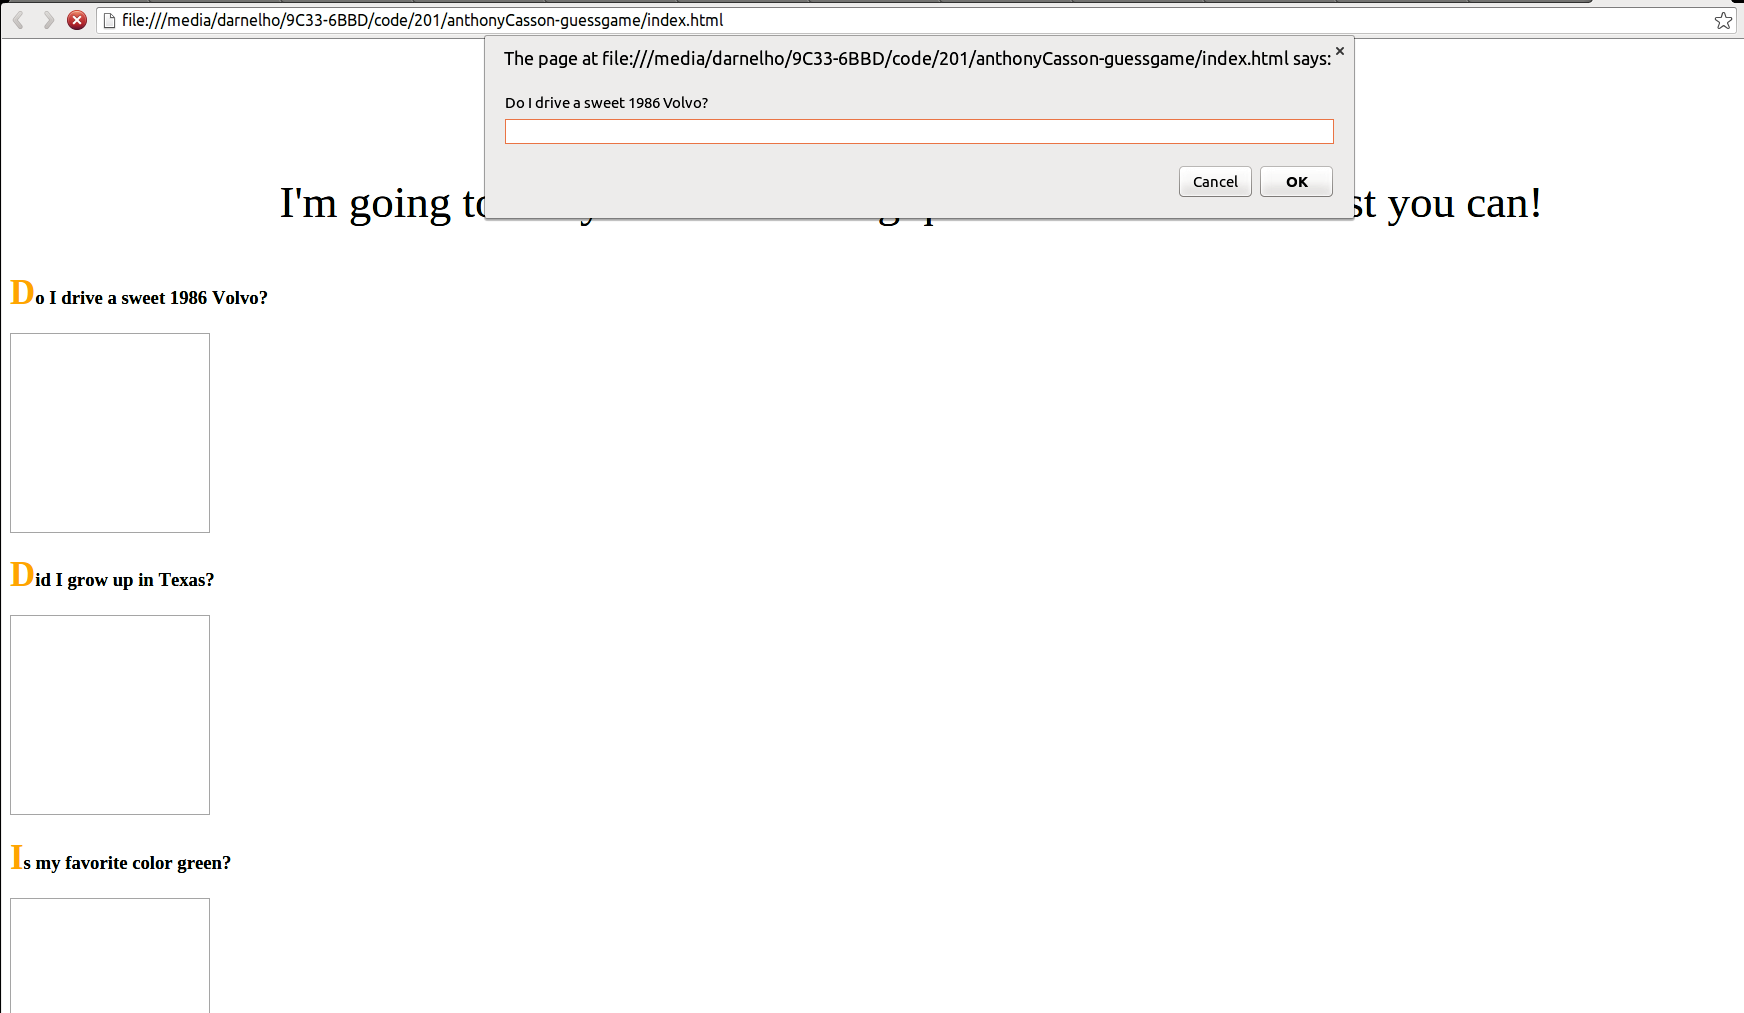 file:///media/darnelho/9C33-6BBD/code/201/anthonyCasson-guessgame/index.html
The page at file:///media/darnelho/9C33-6BBD/code/201/anthonyCasson-guessgame/index.html says:
Do I drive a sweet 1986 Volvo?
Cancel OK
I'm going to st you can!
Do I drive a sweet 1986 Volvo?
Did I grow up in Texas?
Is my favorite color green?